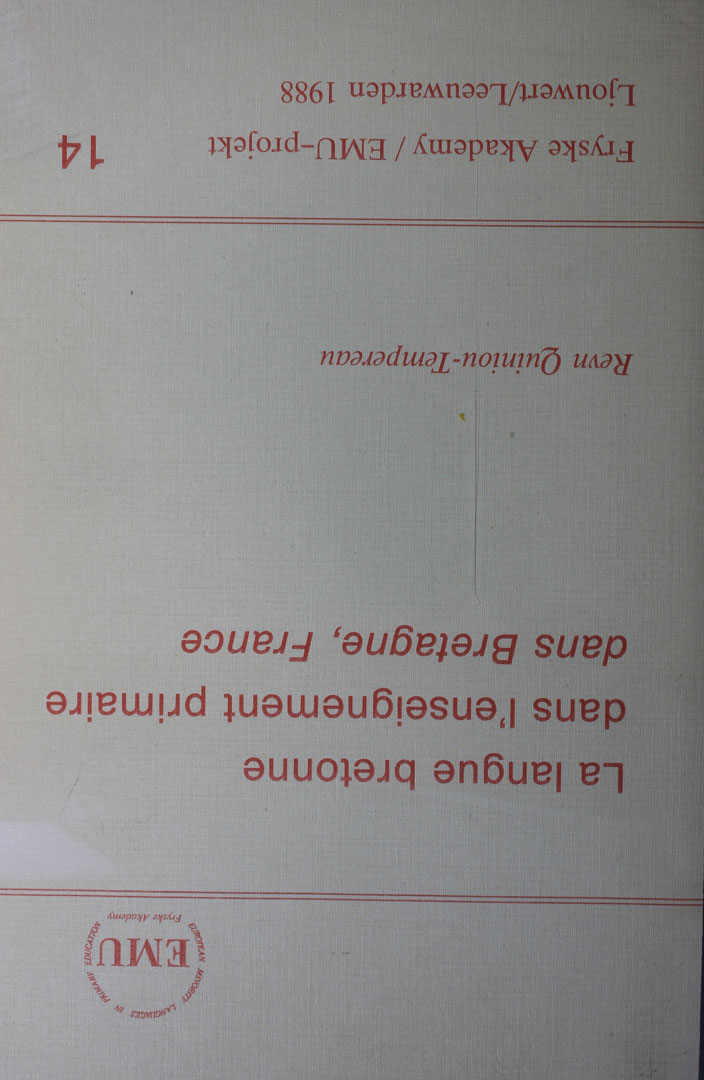 EUROPEAN MINORITY LANGUAGES IN PRIMARY EDUCATION
EMU
Fryske Akademy
La langue bretonne
dans l'enseignement primaire
dans Bretagne, France
Revn Quiniou-Tempereau
Fryske Akademy / EMU-projekt 14
Ljouwert/Leeuwarden 1988